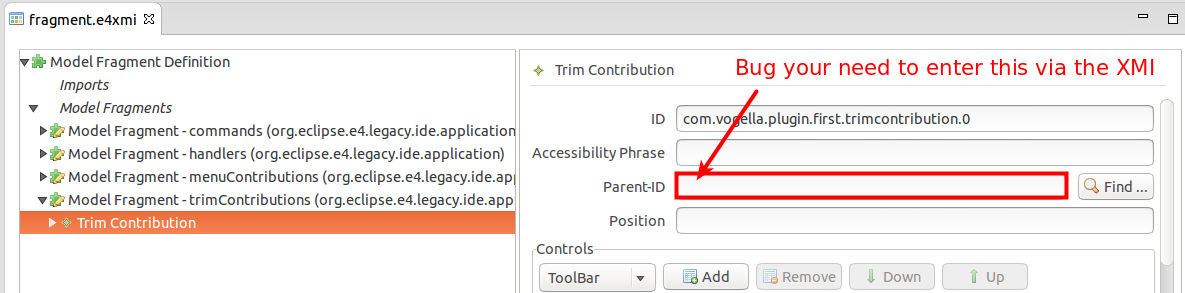 fragment.e4xmi
Model Fragment Definition
Imports
Model Fragments
Model Fragment - commands (org.eclipse.e4.legacy.ide.application
Model Fragment - handlers (org.eclipse.e4.legacy.ide.application)
Model Fragment - menuContributions (org.eclipse.e4.legacy.ide.app
Model Fragment - trimContributions (org.eclipse.e4.legacy.ide.app
Trim Contribution
Trim Contribution
Bug your need to enter this via the XMI
ID com.vogella.plugin.first.trimcontribution.0
Accessibility Phrase
Parent-ID Find ...
Position
Controls
ToolBar Add Remove Down Up